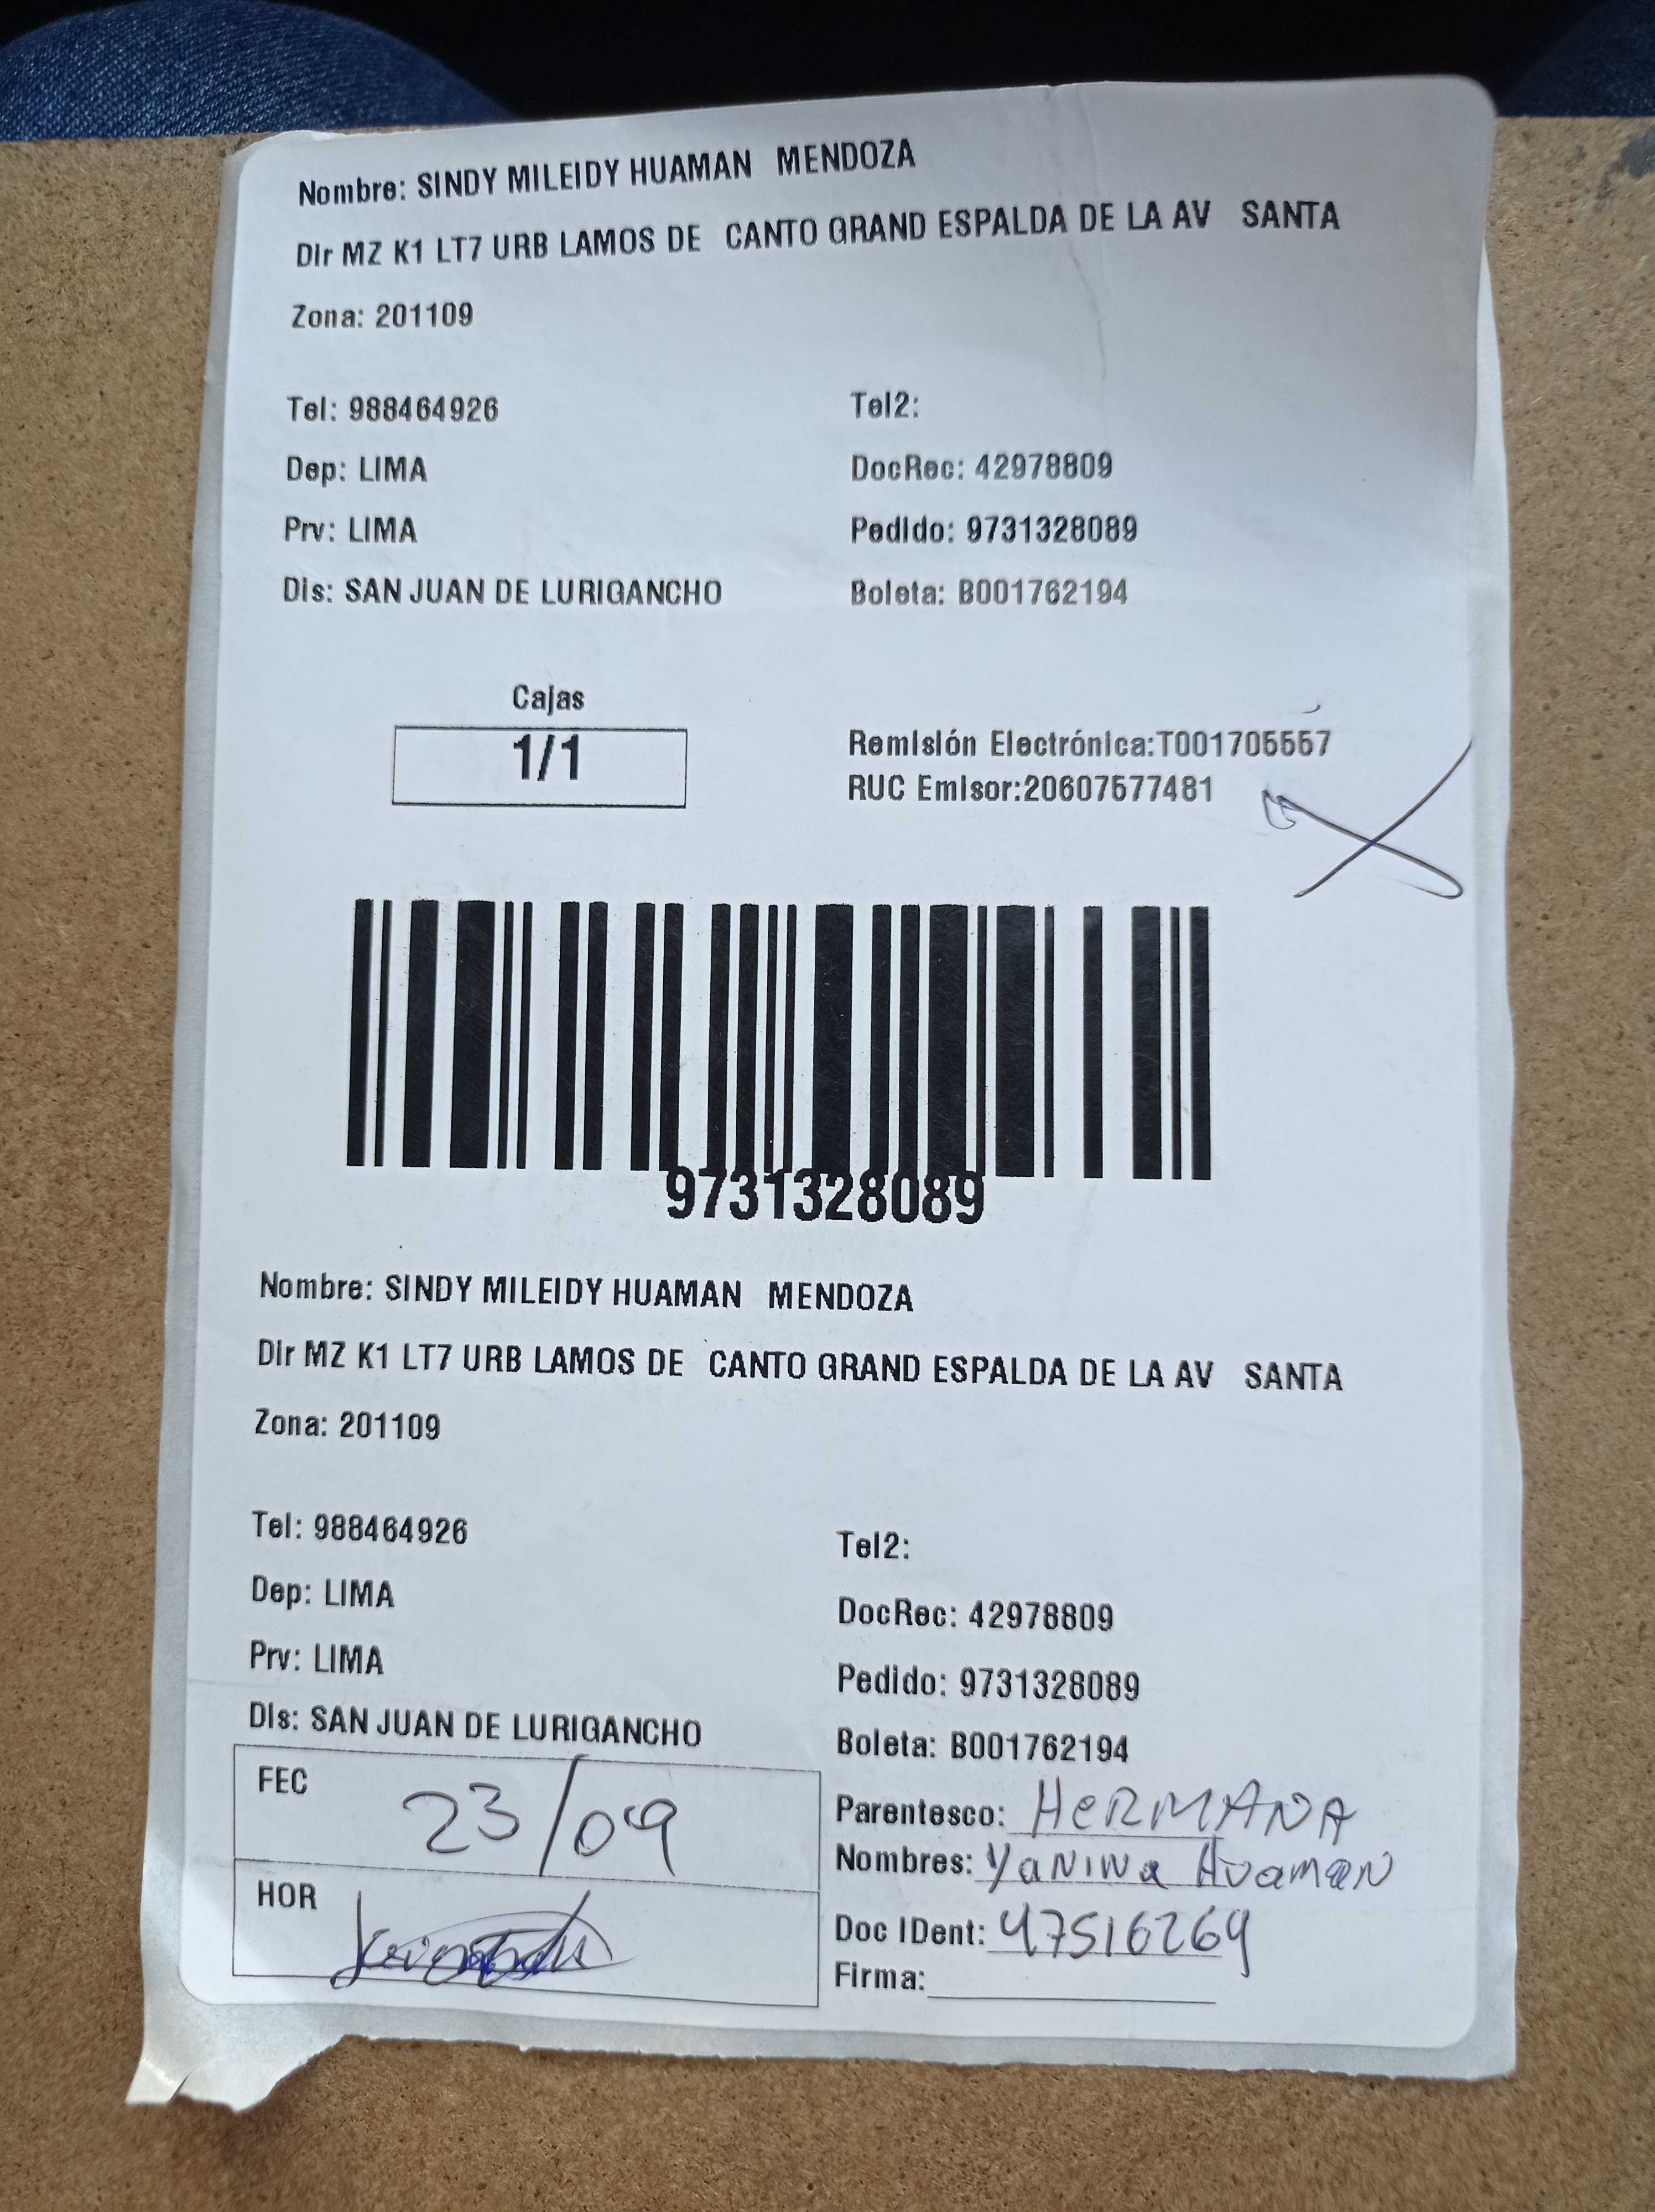 Nombre: SINDY MILEIDY HUAMAN MENDOZA
Dir MZ K1 LT7 URB LAMOS DE CANTO GRAND ESPALDA DE LA AV SANTA
Zona: 201109
Tel: 988464926 Tel2:
Dep: LIMA DocRec: 42978809
Prv: LIMA Pedido: 9731328089
Dis: SAN JUAN DE LURIGANCHO Boleta: B001762194
Cajas
1/1
Remisión Electrónica:T001705557
RUC Emisor:20607577481
9731328089
Nombre: SINDY MILEIDY HUAMAN MENDOZA
Dir MZ K1 LT7 URB LAMOS DE CANTO GRAND ESPALDA DE LA AV SANTA
Zona: 201109
Tel: 988464926 Tel2:
Dep: LIMA DocRec: 42978809
Prv: LIMA Pedido: 9731328089
Dis: SAN JUAN DE LURIGANCHO Boleta: B001762194
FEC 23/09
Parentesco: HERMANA
Nombres: YANINA HUAMAN
HOR
Doc IDent: 47516269
Firma: